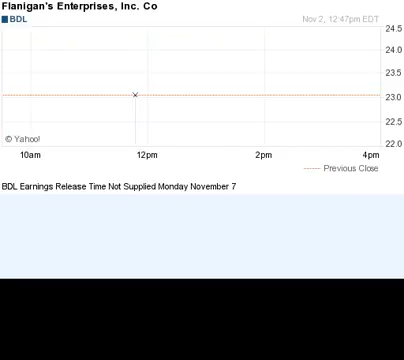 Flanigan's Enterprises, Inc. Co
BDL Nov 2, 12:47pm EDT
24.5
24.0
23.5
23.0
22.5
22.0
© Yahoo!
10am 12pm 2pm 4pm
Previous Close
BDL Earnings Release Time Not Supplied Monday November 7